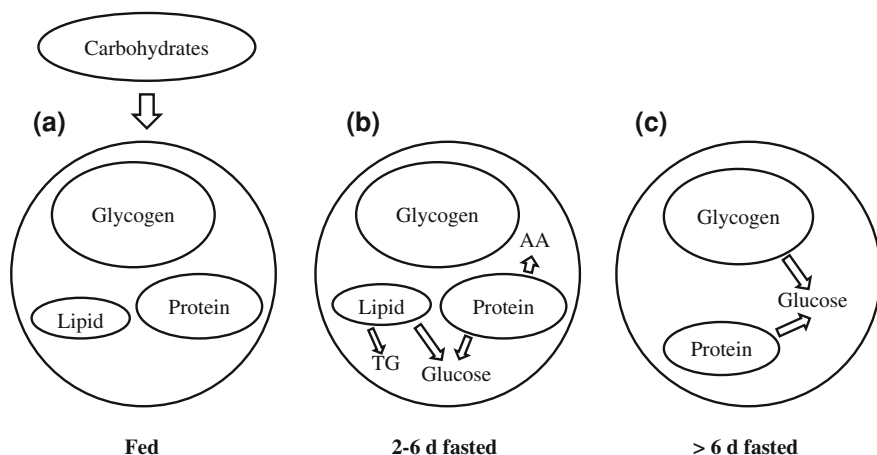 Carbohydrates
(a)
Glycogen
Lipid
Protein
Fed
(b)
Glycogen
AA
Lipid
Protein
TG
Glucose
2-6 d fasted
(c)
Glycogen
Glucose
Protein
> 6 d fasted